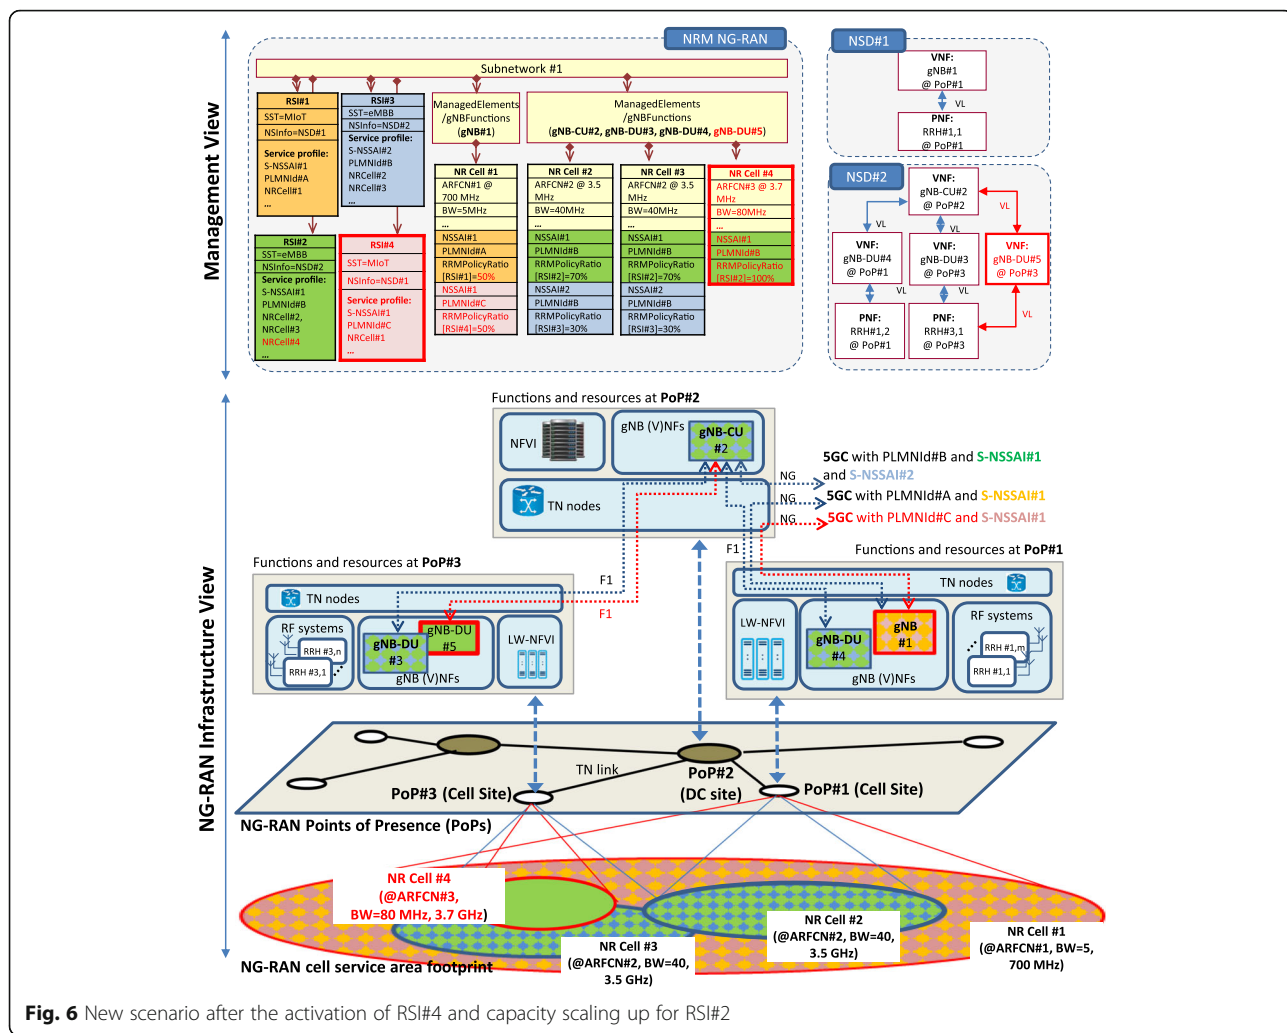 NRM NG-RAN
Subnetwork #1
RSI#1
SST=MIoT
NSInfo=NSD#1
Service profile:
S-NSSAI#1
PLMNId#A
NRCell#1
...
RSI#3
SST=eMBB
NSInfo=NSD#2
Service profile:
S-NSSAI#2
PLMNId#B
NRCell#2
NRCell#3
...
RSI#2
SST=eMBB
NSInfo=NSD#2
Service profile:
S-NSSAI#1
PLMNId#B
NRCell#2,
NRCell#3
NRCell#4
...
RSI#4
SST=MIoT
NSInfo=NSD#1
Service profile:
S-NSSAI#1
PLMNId#C
NRCell#1
...
ManagedElements
/gNBFunctions
(gNB#1)
ManagedElements
/gNBFunctions
(gNB-CU#2, gNB-DU#3, gNB-DU#4, gNB-DU#5)
NR Cell #1
ARFCN#1 @
700 MHz
BW=5MHz
...
NSSAI#1
PLMNId#A
RRMPolicyRatio
[RSI#1]=50%
NSSAI#1
PLMNId#C
RRMPolicyRatio
[RSI#4]=50%
NR Cell #2
ARFCN#2 @ 3.5
MHz
BW=40MHz
...
NSSAI#1
PLMNId#B
RRMPolicyRatio
[RSI#2]=70%
NSSAI#2
PLMNId#B
RRMPolicyRatio
[RSI#3]=30%
NR Cell #3
ARFCN#2 @ 3.5
MHz
BW=40MHz
...
NSSAI#1
PLMNId#B
RRMPolicyRatio
[RSI#2]=70%
NSSAI#2
PLMNId#B
RRMPolicyRatio
[RSI#3]=30%
NR Cell #4
ARFCN#3 @ 3.7
MHz
BW=80MHz
...
NSSAI#1
PLMNId#B
RRMPolicyRatio
[RSI#2]=100%
NSD#1
VNF:
gNB#1
@ PoP#1
VL
PNF:
RRH#1,1
@ PoP#1
NSD#2
VNF:
gNB-CU#2
@ PoP#2
VL
VL
VL
VNF:
gNB-DU#4
@ PoP#1
VNF:
gNB-DU#3
@ PoP#3
VNF:
gNB-DU#5
@ PoP#3
VL
VL
VL
PNF:
RRH#1,2
@ PoP#1
PNF:
RRH#3,1
@ PoP#3
Management View
NG-RAN Infrastructure View
Functions and resources at PoP#2
NFVI
gNB (V)NFs
gNB-CU
#2
TN nodes
NG
NG
NG
5GC with PLMNId#B and S-NSSAI#1
and S-NSSAI#2
5GC with PLMNId#A and S-NSSAI#1
5GC with PLMNId#C and S-NSSAI#1
F1
F1
F1
Functions and resources at PoP#3
TN nodes
RF systems
RRH #3,n
RRH #3,1
gNB-DU
#3
gNB-DU
#5
gNB (V)NFs
LW-NFVI
Functions and resources at PoP#1
TN nodes
LW-NFVI
gNB-DU
#4
gNB
#1
gNB (V)NFs
RF systems
RRH #1,m
RRH #1,1
TN link
PoP#3 (Cell Site)
PoP#2
(DC site)
PoP#1 (Cell Site)
NG-RAN Points of Presence (PoPs)
NR Cell #4
(@ARFCN#3,
BW=80 MHz, 3.7 GHz)
NR Cell #3
(@ARFCN#2, BW=40,
3.5 GHz)
NR Cell #2
(@ARFCN#2, BW=40,
3.5 GHz)
NR Cell #1
(@ARFCN#1, BW=5,
700 MHz)
NG-RAN cell service area footprint
Fig. 6 New scenario after the activation of RSI#4 and capacity scaling up for RSI#2